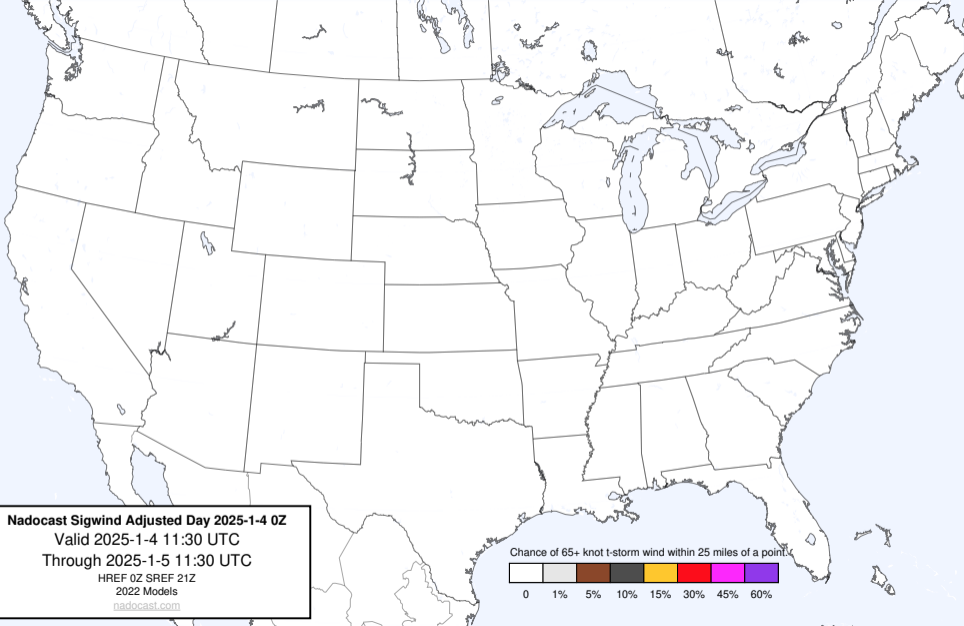 Nadocast Sigwind Adjusted Day 2025-1-4 0Z
Valid 2025-1-4 11:30 UTC
Through 2025-1-5 11:30 UTC
HREF 0Z SREF 21Z
2022 Models
nadocast.com
Chance of 65+ knot t-storm wind within 25 miles of a point.
0 1% 5% 10% 15% 30% 45% 60%